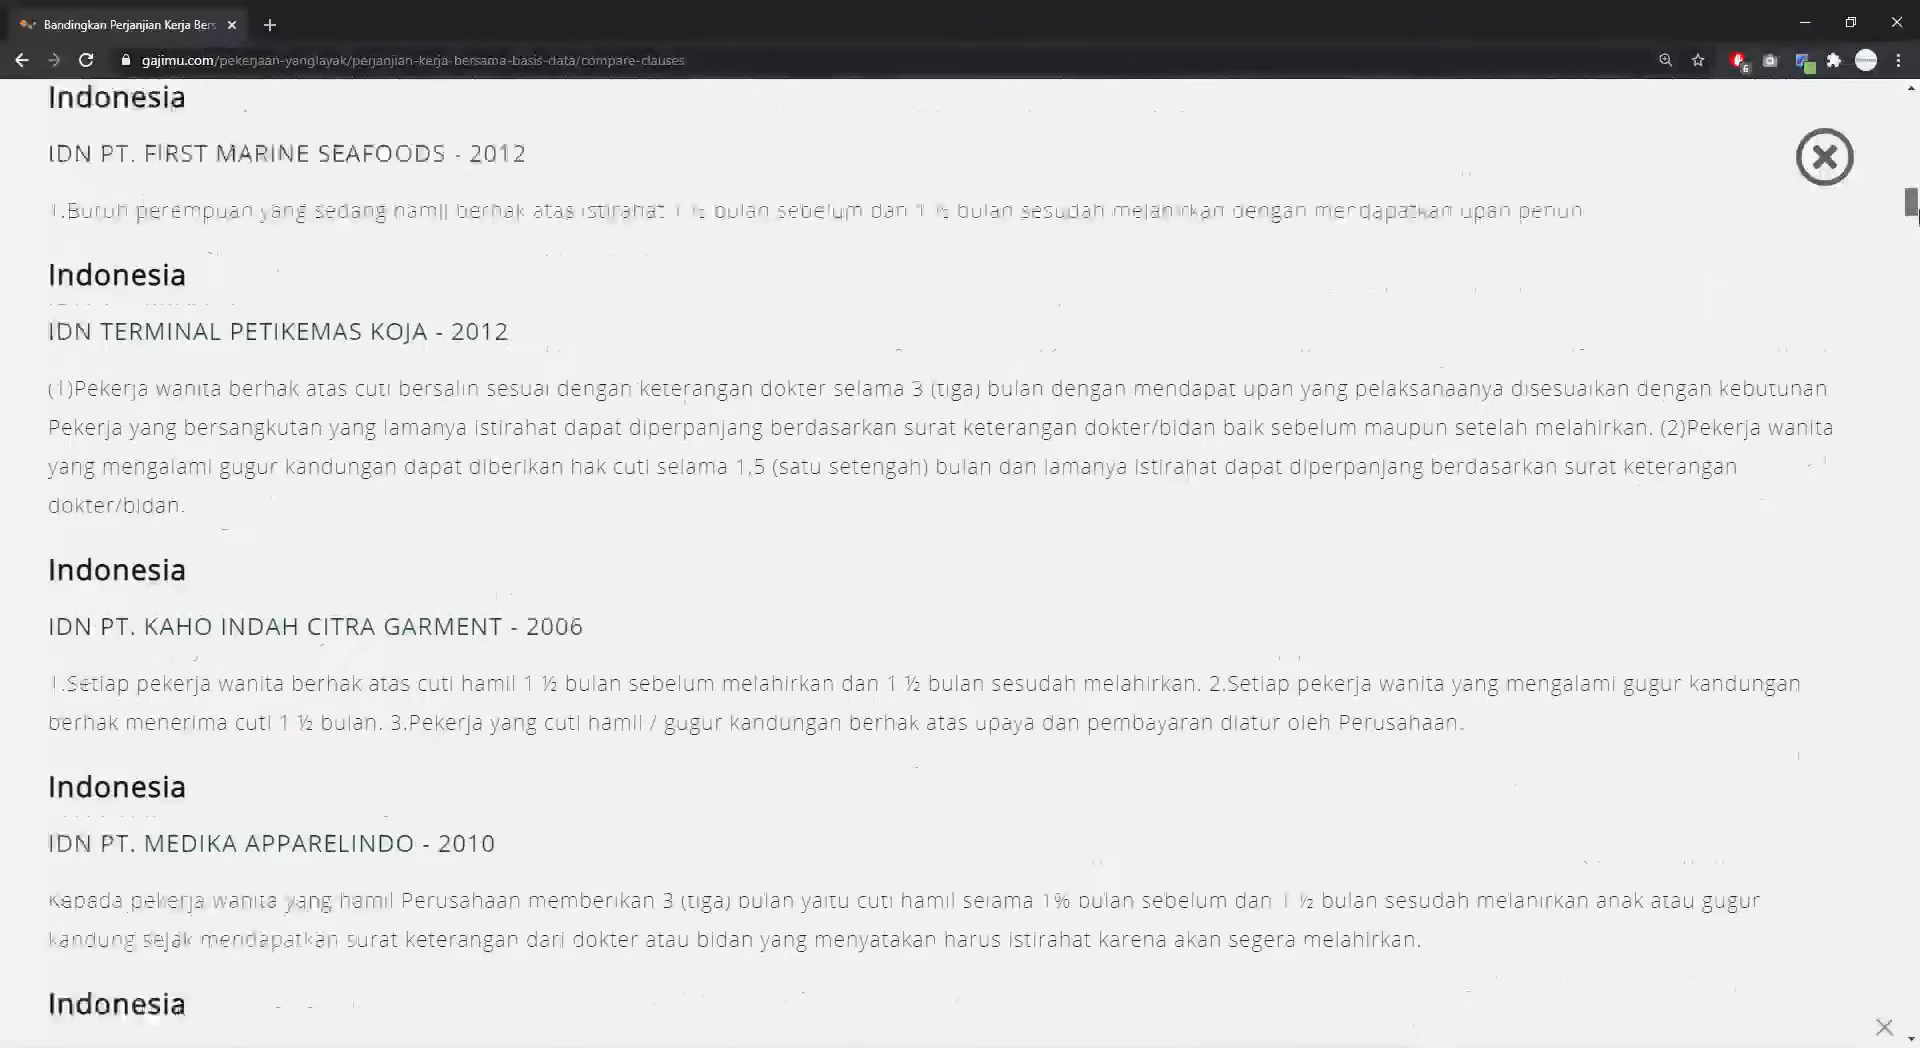 Bandingkan Perjanjian Kerja Bers
gajimu.com/pekerjaan-yanglayak/perjanjian-kerja-bersama-basis-data/compare-clauses
6
Indonesia
IDN PT. FIRST MARINE SEAFOODS - 2012
1.Buruh perempuan yang sedang hamil berhak atas istirahat 1 ½ bulan sebelum dan 1 ½ bulan sesudah melahirkan dengan mendapatkan upah penuh
Indonesia
IDN TERMINAL PETIKEMAS KOJA - 2012
(1)Pekerja wanita berhak atas cuti bersalin sesuai dengan keterangan dokter selama 3 (tiga) bulan dengan mendapat upah yang pelaksanaanya disesuaikan dengan kebutuhan
Pekerja yang bersangkutan yang lamanya istirahat dapat diperpanjang berdasarkan surat keterangan dokter/bidan baik sebelum maupun setelah melahirkan. (2)Pekerja wanita
yang mengalami gugur kandungan dapat diberikan hak cuti selama 1,5 (satu setengah) bulan dan lamanya istirahat dapat diperpanjang berdasarkan surat keterangan
dokter/bidan.
Indonesia
IDN PT. KAHO INDAH CITRA GARMENT - 2006
1.Setiap pekerja wanita berhak atas cuti hamil 1 ½ bulan sebelum melahirkan dan 1 ½ bulan sesudah melahirkan. 2.Setiap pekerja wanita yang mengalami gugur kandungan
berhak menerima cuti 1 ½ bulan. 3.Pekerja yang cuti hamil / gugur kandungan berhak atas upaya dan pembayaran diatur oleh Perusahaan.
Indonesia
IDN PT. MEDIKA APPARELINDO - 2010
Kapada pekerja wanita yang hamil Perusahaan memberikan 3 (tiga) bulan yaitu cuti hamil selama 1% bulan sebelum dan 1 ½ bulan sesudah melahirkan anak atau gugur
kandung sejak mendapatkan surat keterangan dari dokter atau bidan yang menyatakan harus istirahat karena akan segera melahirkan.
Indonesia